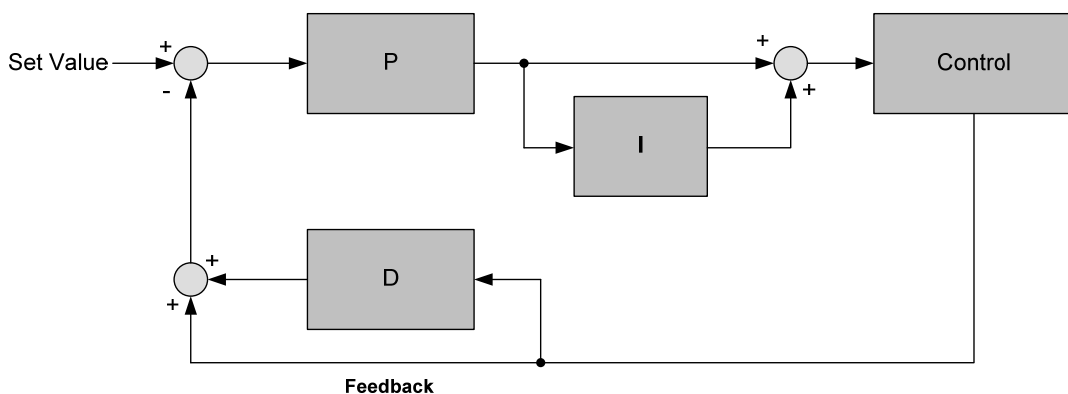 +
+
Set Value
P
Control
-
+
I
+
D
+
Feedback